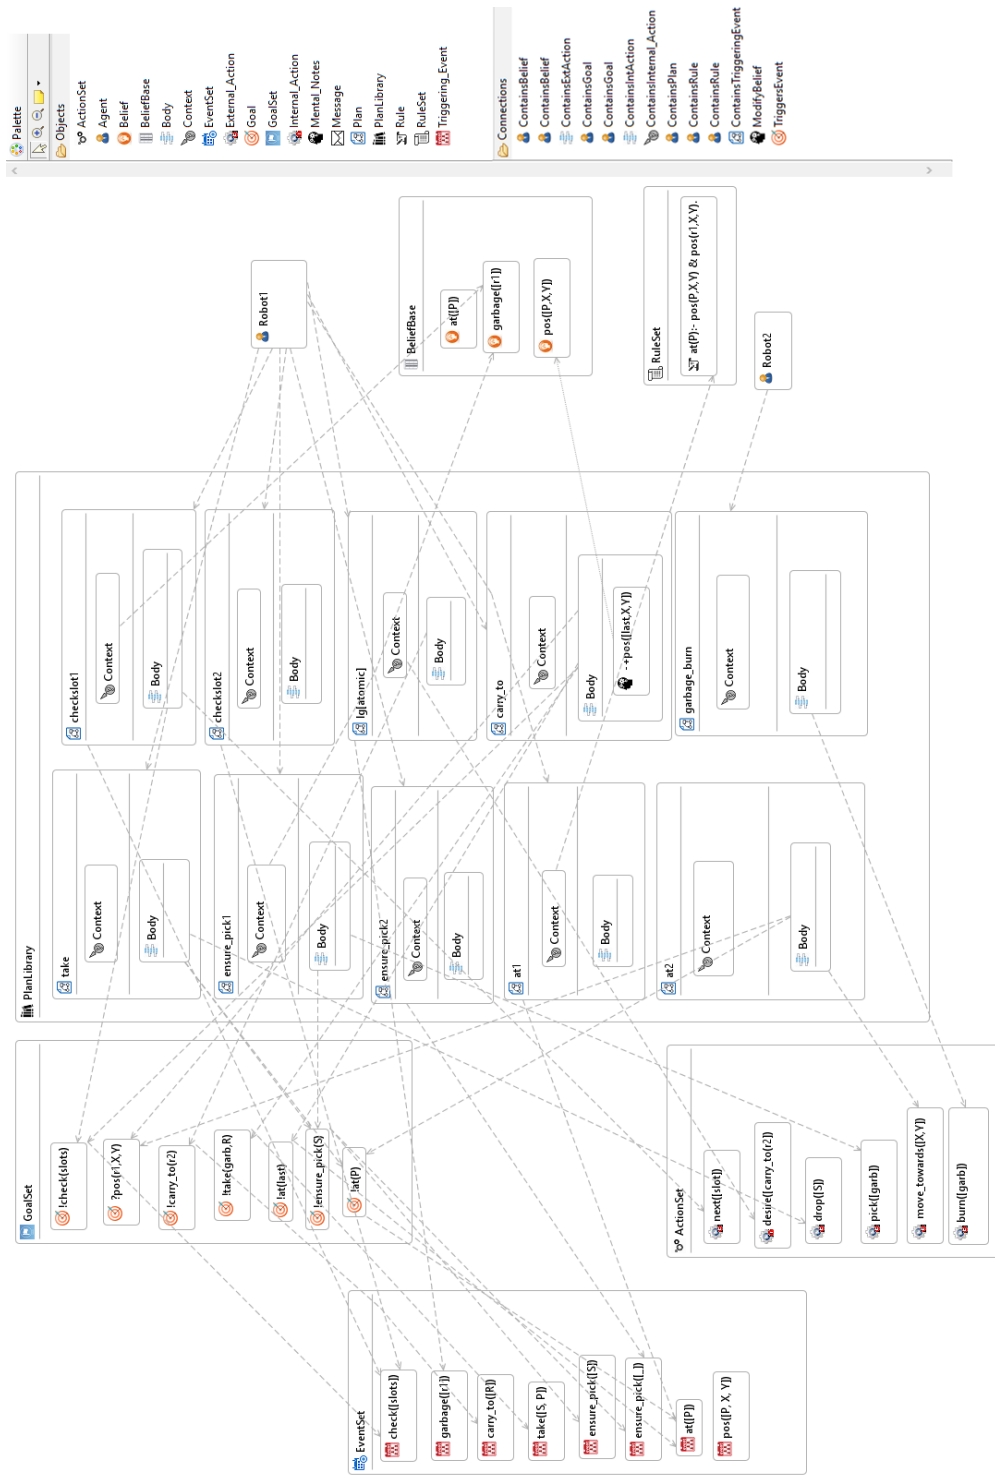 Palette
Objects
ActionSet
Agent
Belief
BeliefBase
Body
Context
EventSet
External_Action
Goal
GoalSet
Internal_Action
Mental_Notes
Message
Plan
PlanLibrary
Rule
RuleSet
Triggering_Event
Connections
ContainsBelief
ContainsBelief
ContainsExtAction
ContainsGoal
ContainsGoal
ContainsIntAction
ContainsInternal_Action
ContainsPlan
ContainsRule
ContainsRule
ContainsTriggeringEvent
ModifyBelief
TriggersEvent
Robot1
BeliefBase
at([P])
garbage([r1])
pos([P,X,Y])
RuleSet
at(P):- pos(P,X,Y) & pos(r1,X,Y).
Robot2
PlanLibrary
checkslot1
Context
Body
checkslot2
Context
Body
lg[atomic]
Context
Body
carry_to
Context
Body
-+pos([last,X,Y])
garbage_burn
Context
Body
take
Context
Body
ensure_pick1
Context
Body
ensure_pick2
Context
Body
at1
Context
Body
at2
Context
Body
GoalSet
!check(slots)
?pos(r1,X,Y)
!carry_to(r2)
!take(garb,R)
!at(last)
!ensure_pick(S)
!at(P)
ActionSet
next([slot])
desire([carry_to(r2])
drop([S])
pick([garb])
move_towards([X,Y])
burn([garb])
EventSet
check([slots])
garbage([r1])
carry_to([R])
take([S, P])
ensure_pick([S])
ensure_pick([_])
at([P])
pos([P, X, Y])